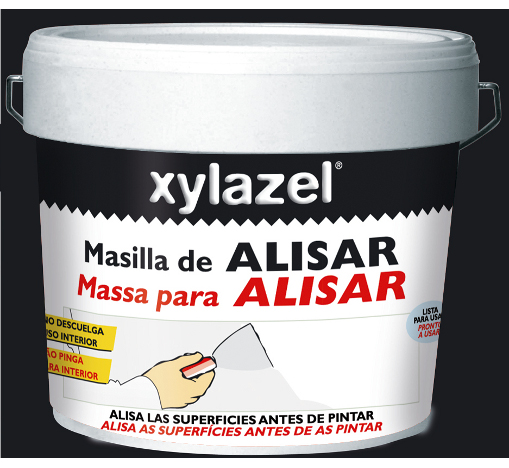 xylazel®
Masilla de ALISAR
Massa para ALISAR
NO DESCUELGA
USO INTERIOR
NÃO PINGA
PARA INTERIOR
LISTA
PARA USAR
PRONTO
A USAR
ALISA LAS SUPERFICIES ANTES DE PINTAR
ALISA AS SUPERFÍCIES ANTES DE AS PINTAR